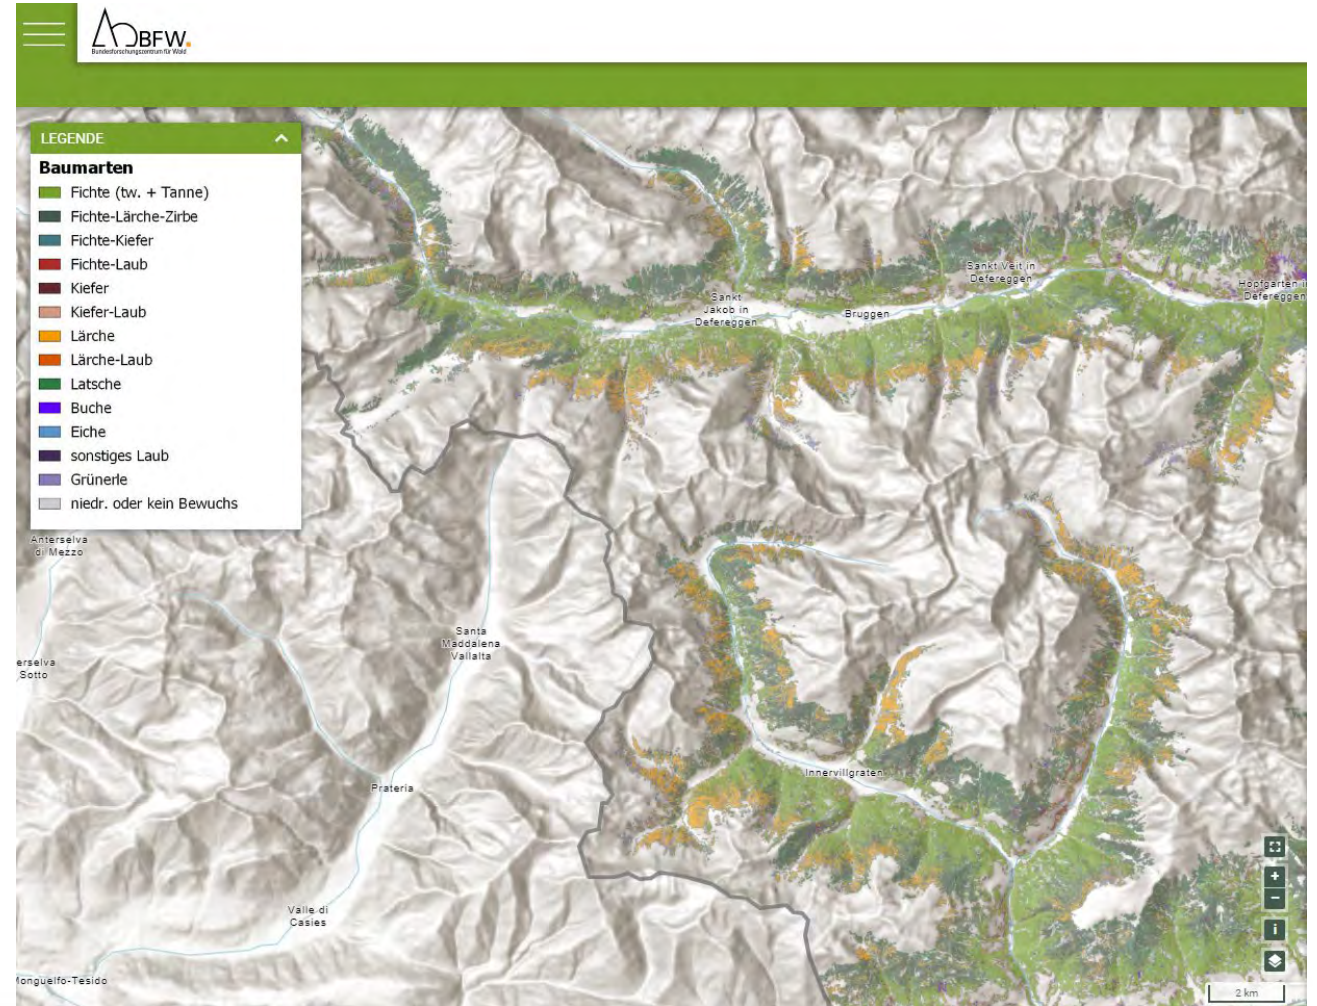 BFW.
Bundesforschungszentrum für Wald
LEGENDE
Baumarten
Fichte (tw. + Tanne)
Fichte-Lärche-Zirbe
Fichte-Kiefer
Fichte-Laub
Kiefer
Kiefer-Laub
Lärche
Lärche-Laub
Latsche
Buche
Eiche
sonstiges Laub
Grünerle
niedr. oder kein Bewuchs
Sankt Veit in
Defereggen
Hopfgarten i
Defereggen
Sankt
Jakob in
Defereggen
Bruggen
Anterselva
di Mezzo
Santa
Maddalena
Vallalta
erselva
Sotto
Innervillgraten
Prateria
Valle di
Casies
Monguelfo-Tesido
+
−
i
2 km